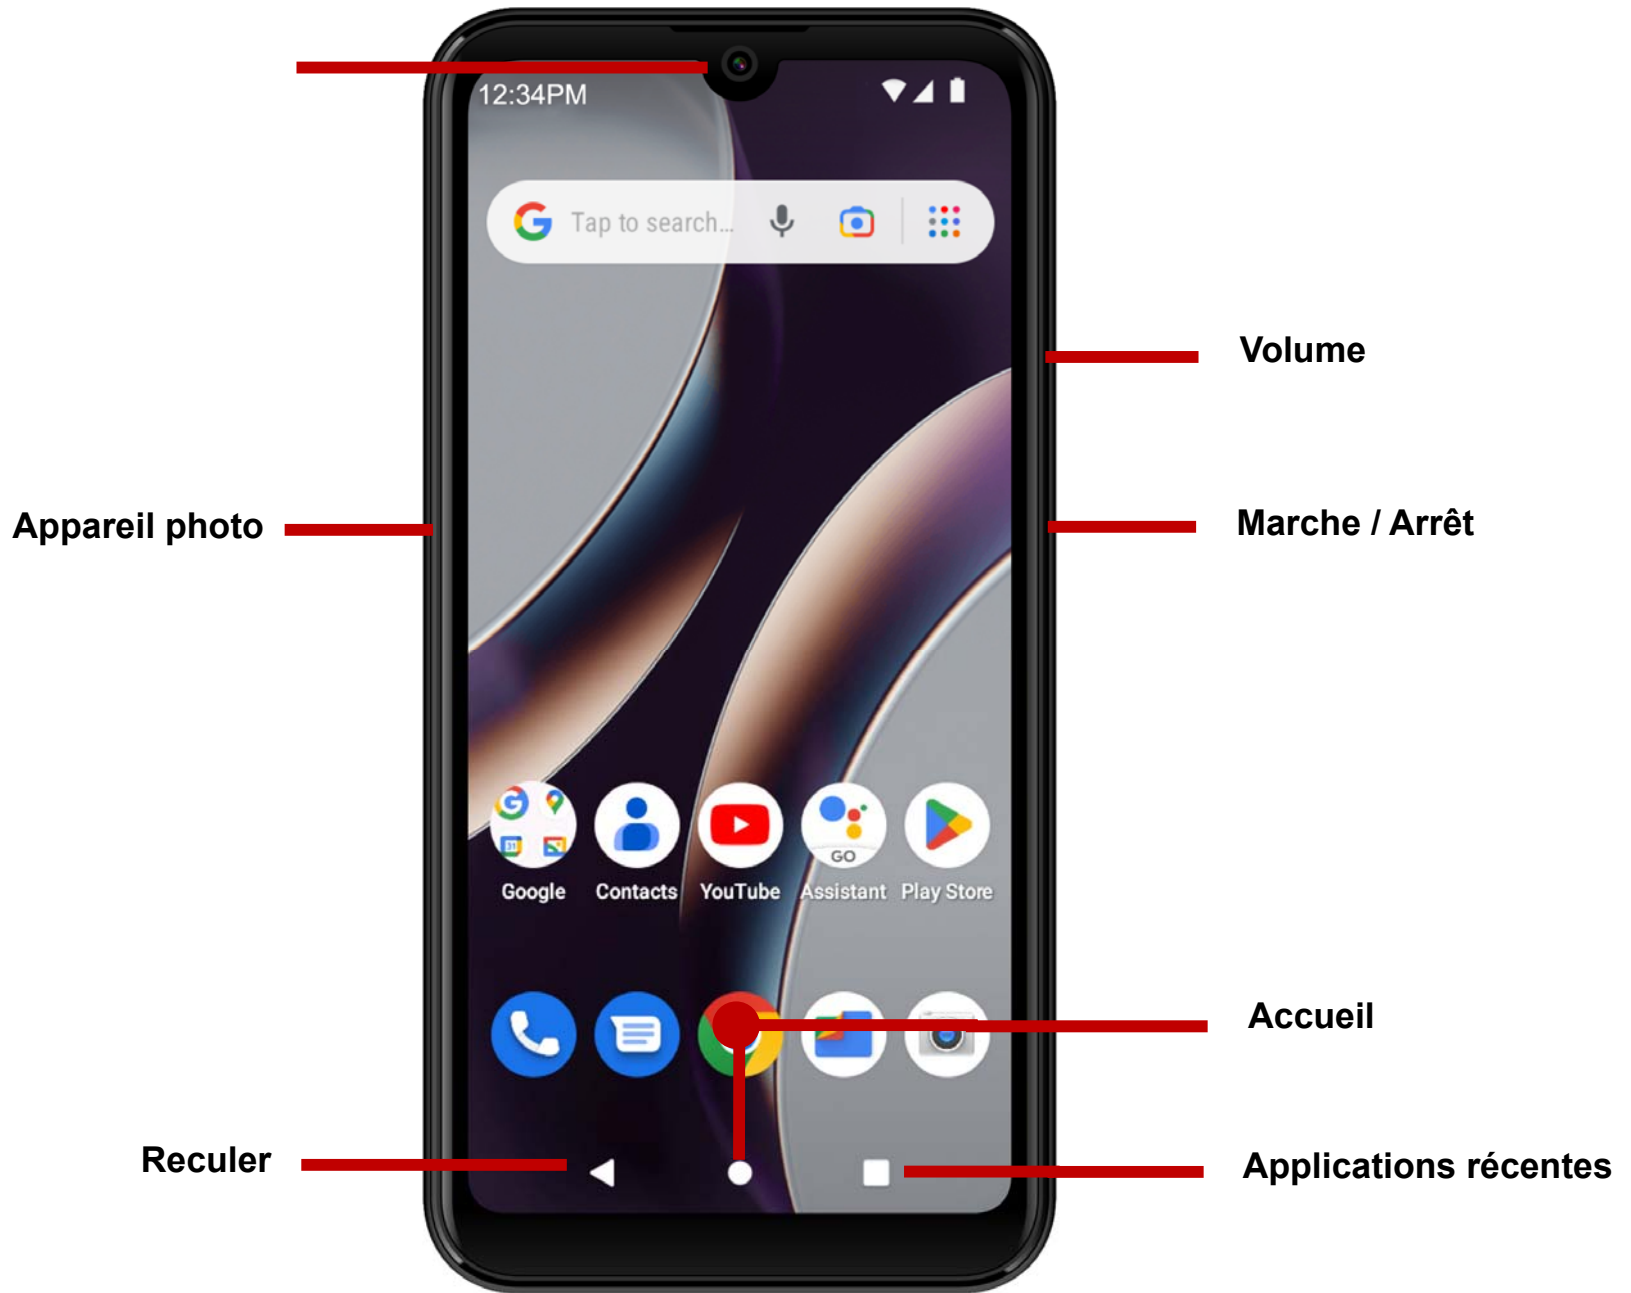 12:34PM
Tap to search...
Volume
Appareil photo
Marche / Arrêt
31
GO
Google
Contacts
YouTube
Assistant
Play Store
Accueil
Reculer
Applications récentes